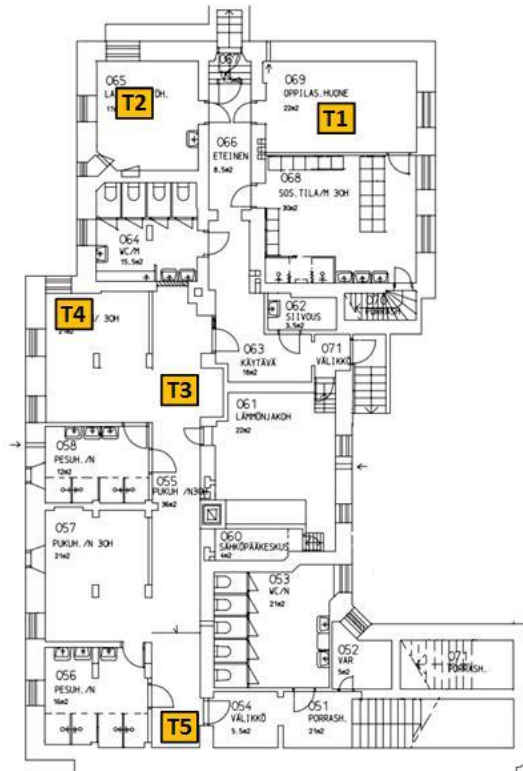 067
065
T2
17m2
069
OPPILAS.HUONE
22m2
T1
066
ETEINEN
8.5m2
068
SOS.TILA/M 3OH
30m2
064
WC/M
15.5m2
062
SIIVOUS
3.5m2
070
PORRASH.
T4
/ 3OH
21m2
063
KÄYTÄVÄ
18m2
071
VÄLIKKÖ
T3
061
LÄMMÖNJAKOH
22m2
058
PESUH./N
12m2
055
PUKUH /N3OH
36m2
057
PUKUH./N 3OH
21m2
060
SÄHKÖPÄÄKESKUS
4m2
053
WC/N
21m2
052
VAR
5m2
PORRASH.
056
PESUH./N
16m2
T5
054
VÄLIKKÖ
5.5m2
051
PORRASH.
21m2